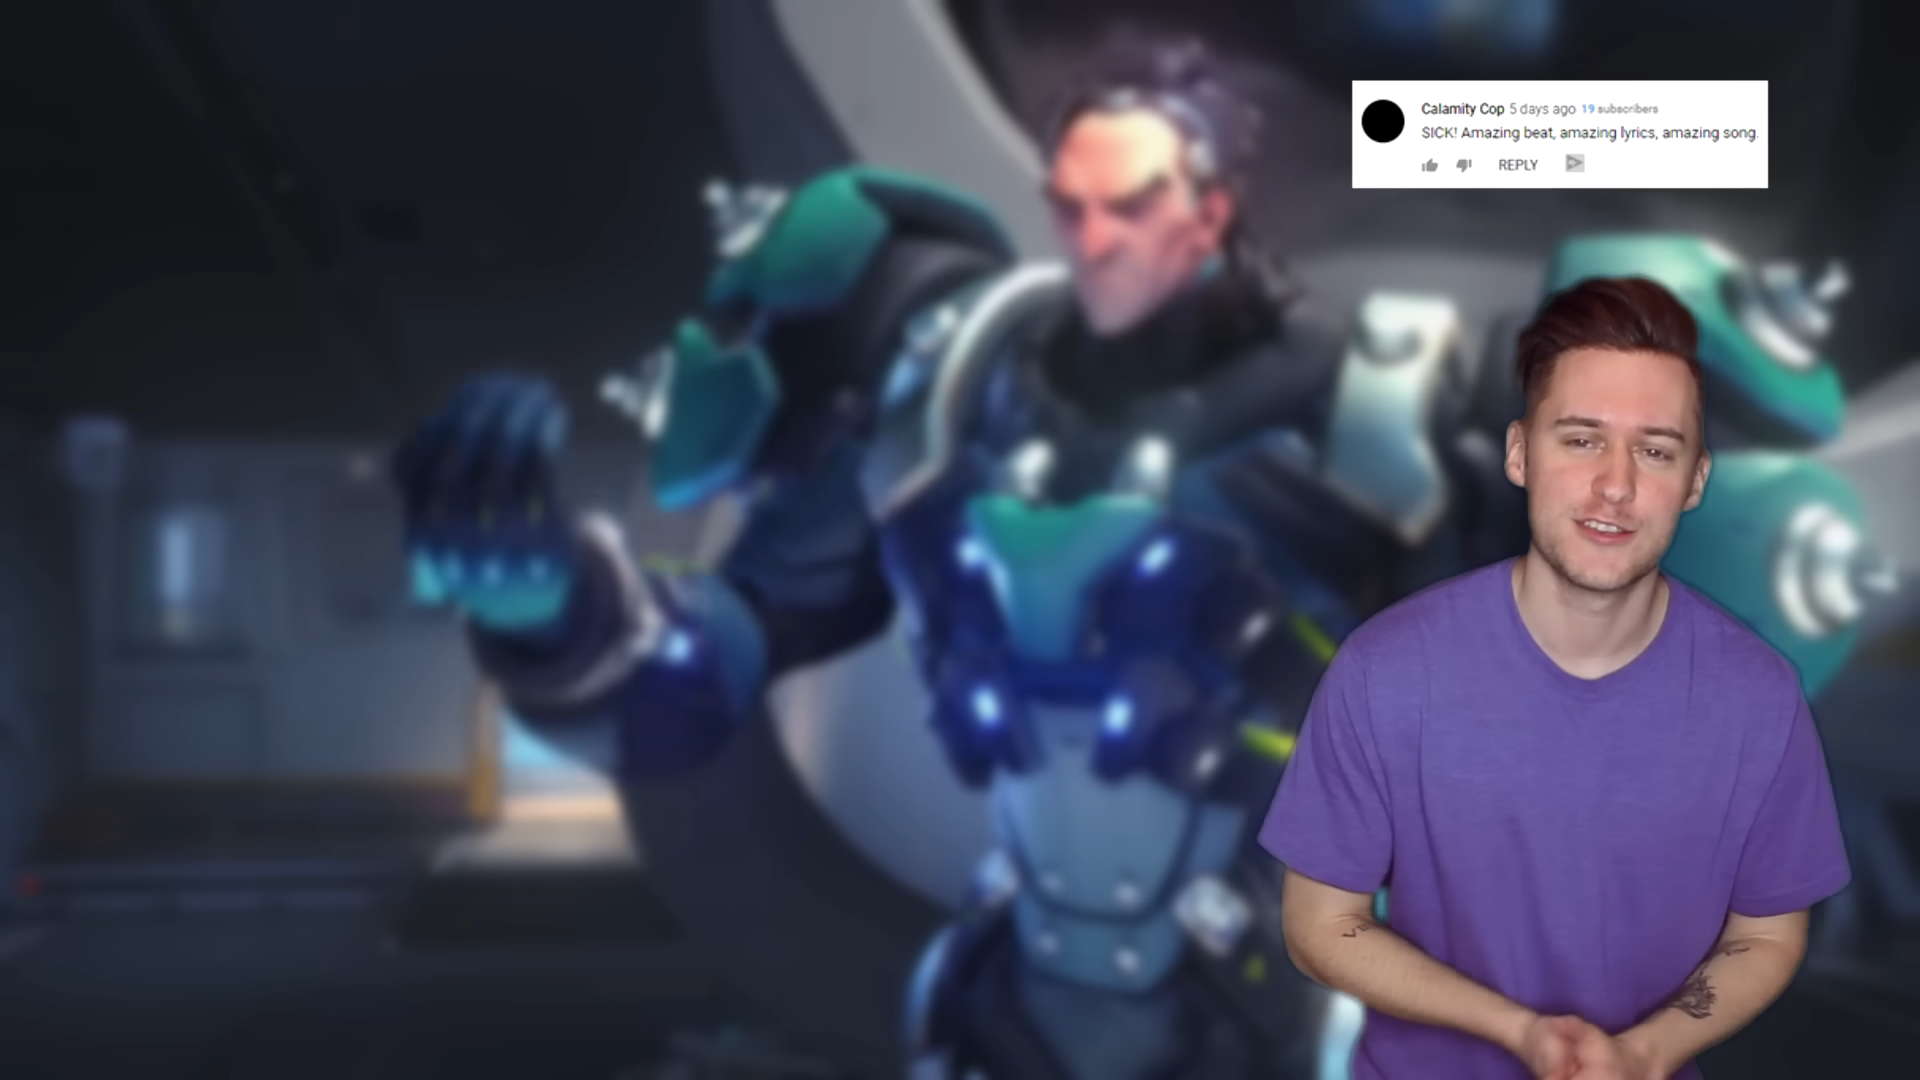 Calamity Cop 5 days ago 19 subscribers
SICK! Amazing beat, amazing lyrics, amazing song.
REPLY